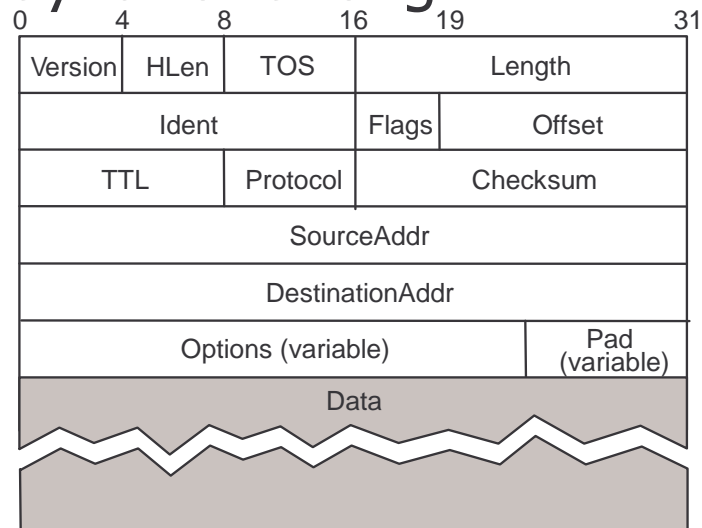 0 4 8 16 19 31
Version HLen TOS Length
Ident Flags Offset
TTL Protocol Checksum
SourceAddr
DestinationAddr
Options (variable) Pad
(variable)
Data